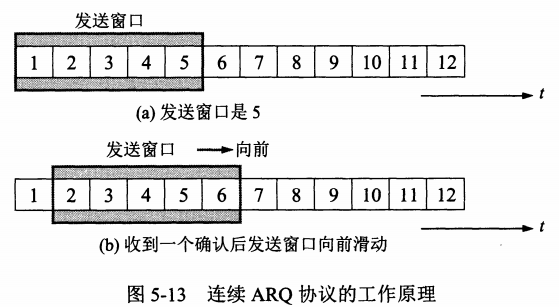 发送窗口
1 2 3 4 5 6 7 8 9 10 11 12
t
(a) 发送窗口是 5
发送窗口 向前
1 2 3 4 5 6 7 8 9 10 11 12
t
(b) 收到一个确认后发送窗口向前滑动
图 5-13 连续 ARQ 协议的工作原理